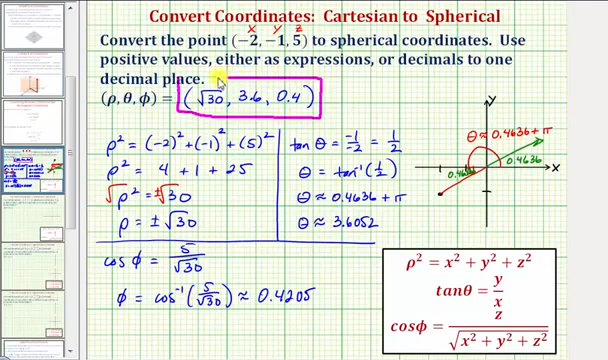 Convert Coordinates: Cartesian to Spherical
x y z
Convert the point (−2, −1, 5) to spherical coordinates. Use
positive values, either as expressions, or decimals to one
decimal place.
(ρ, θ, ϕ) = (√30, 3.6, 0.4)
ρ² = (−2)² + (−1)² + (5)²
ρ² = 4 + 1 + 25
√ρ² = ±√30
ρ = ±√30
tan θ = −1/−2 = 1/2
θ = tan⁻¹(1/2)
θ ≈ 0.4636 + π
θ ≈ 3.6052
cos ϕ = 5/√30
ϕ = cos⁻¹(5/√30) ≈ 0.4205
y
θ ≈ 0.4636 + π
0.4636
x
ρ² = x² + y² + z²
tanθ = y/x
cosϕ = z/√(x² + y² + z²)